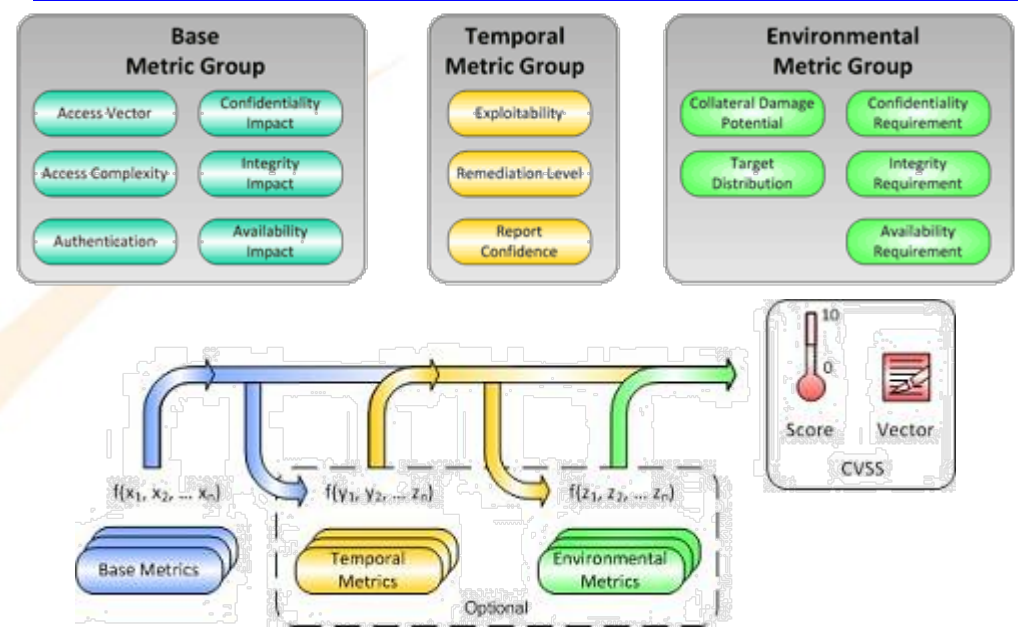 Base
Metric Group
Access Vector
Confidentiality
Impact
Access Complexity
Integrity
Impact
Authentication
Availability
Impact
Temporal
Metric Group
Exploitability
Remediation Level
Report
Confidence
Environmental
Metric Group
Collateral Damage
Potential
Confidentiality
Requirement
Target
Distribution
Integrity
Requirement
Availability
Requirement
10
0
Score
Vector
CVSS
f(x₁, x₂, ... xₙ)
f(y₁, y₂, ... zₙ)
f(z₁, z₂, ... zₙ)
Base Metrics
Temporal
Metrics
Environmental
Metrics
Optional